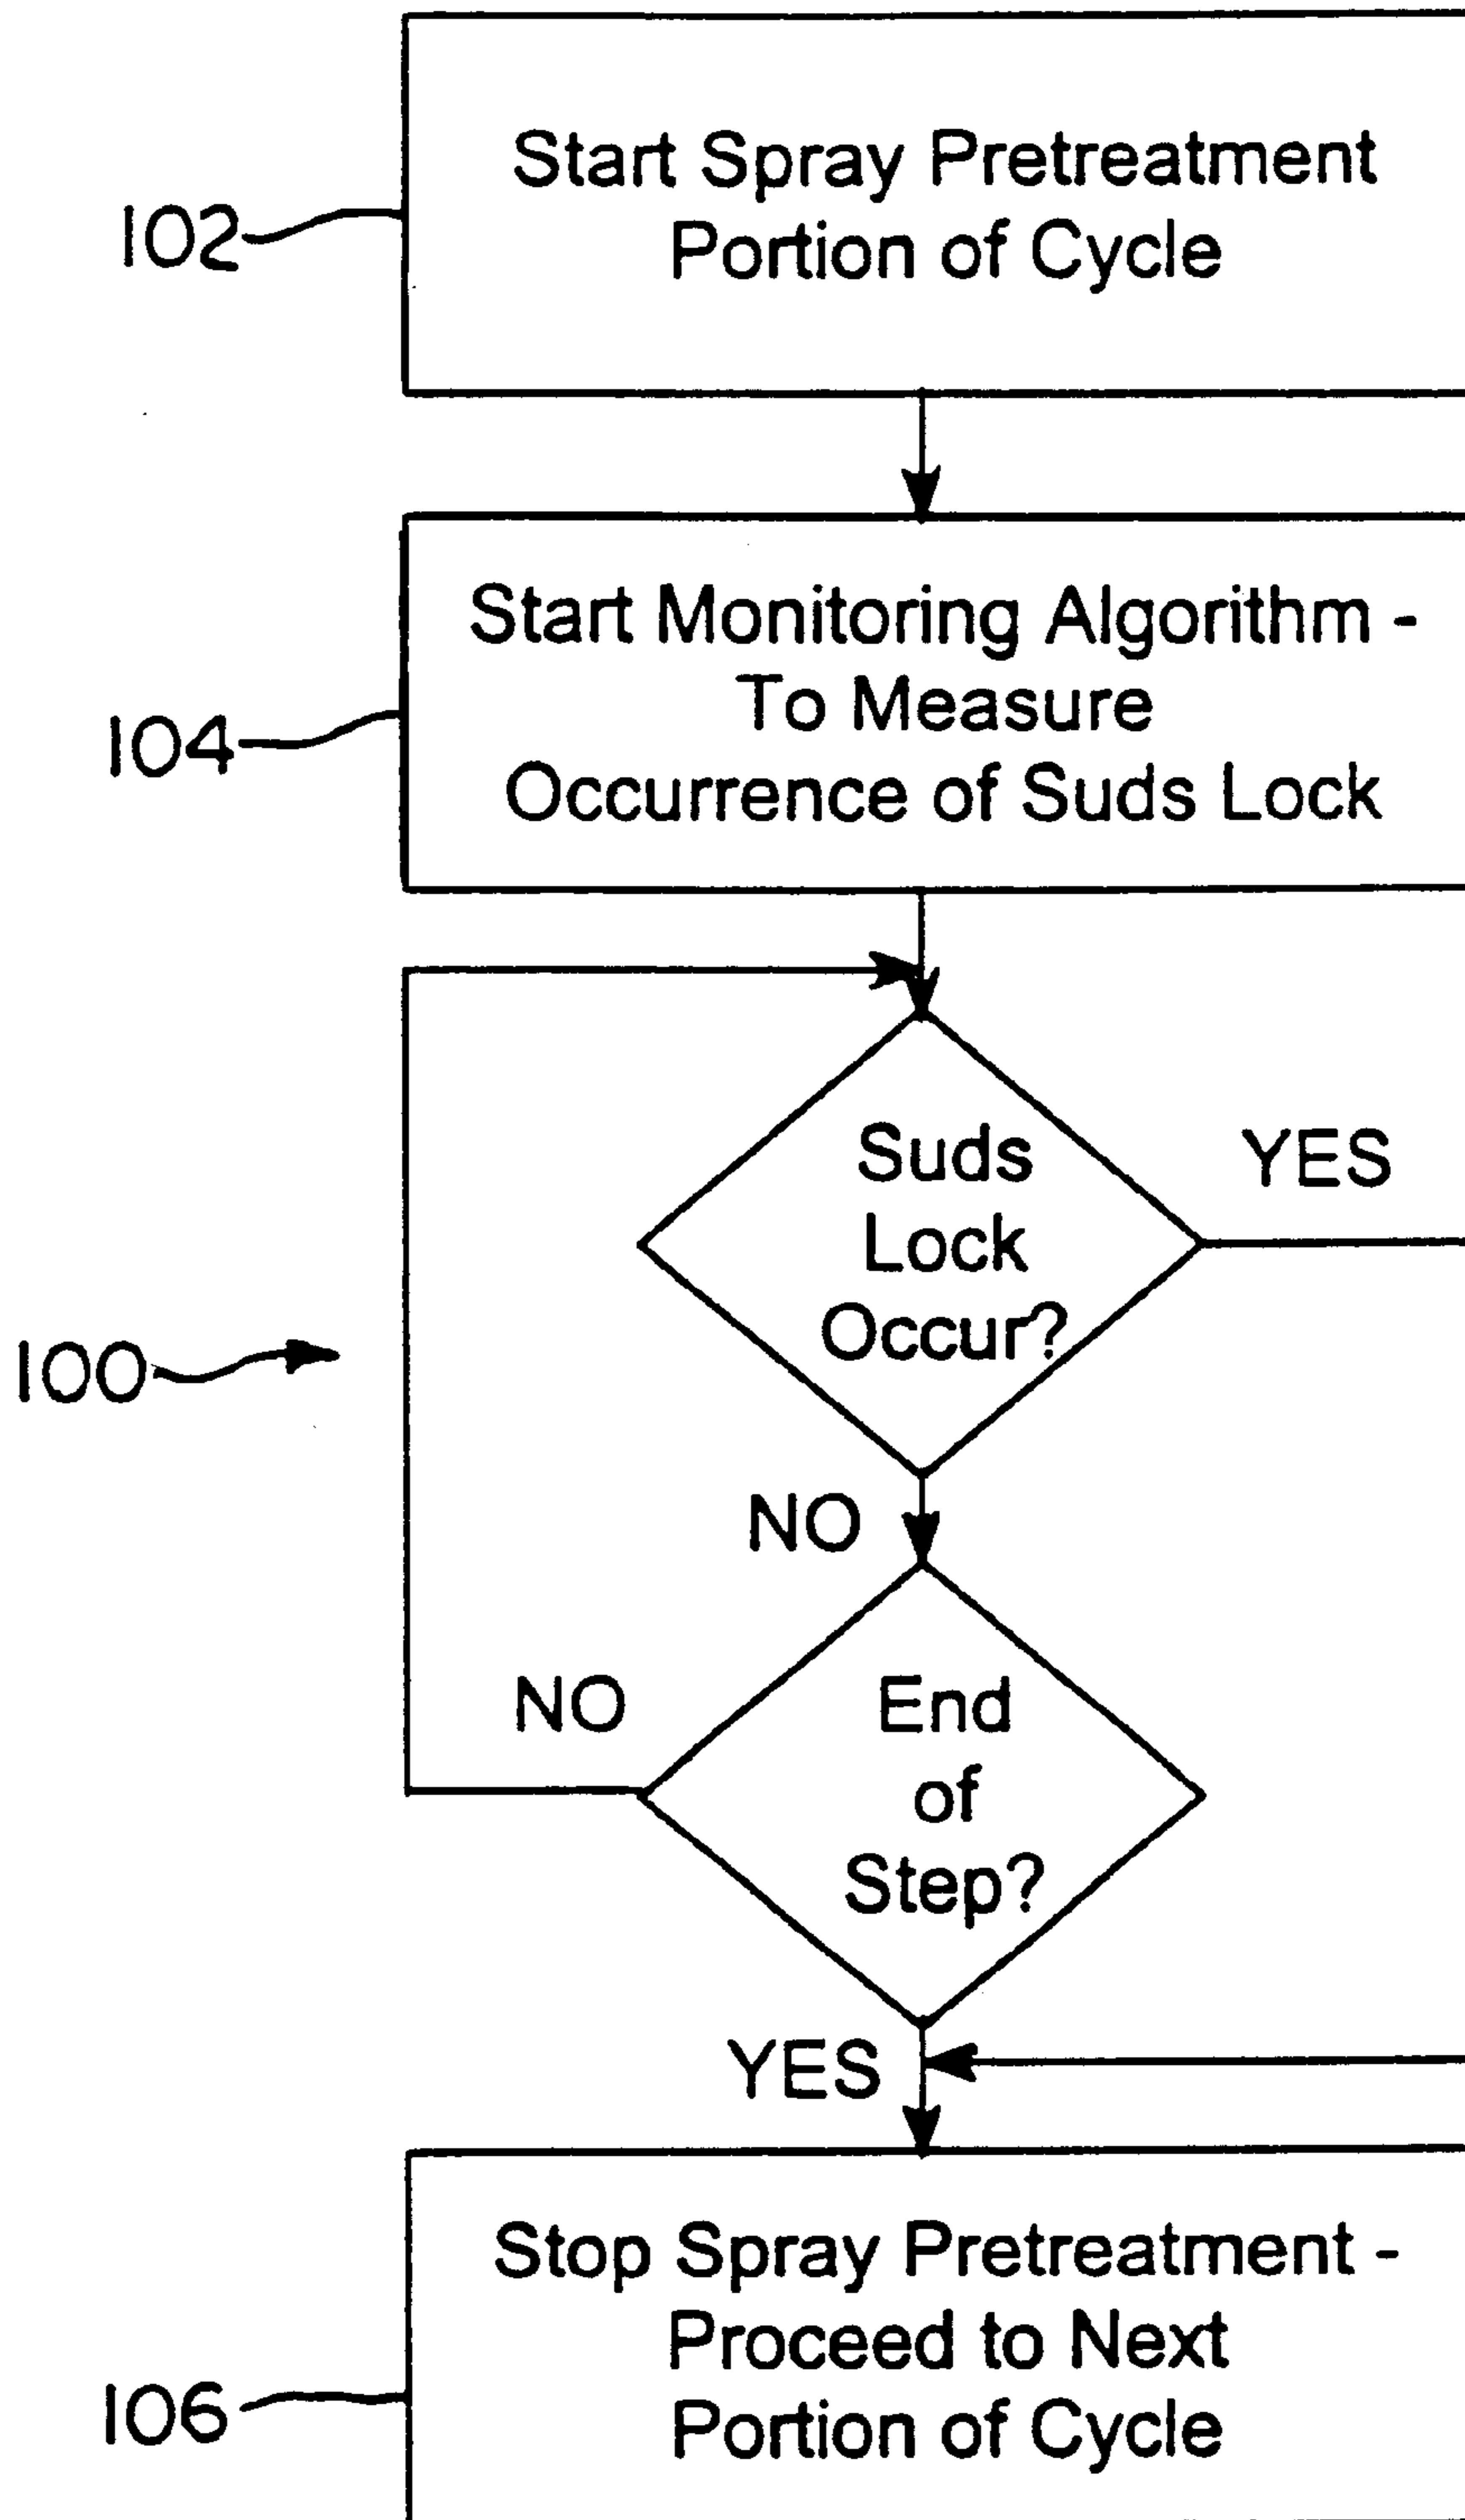 Start Spray Pretreatment
Portion of Cycle
102
Start Monitoring Algorithm -
To Measure
Occurrence of Suds Lock
104
Suds
Lock
Occur?
YES
100
NO
End
of
Step?
NO
YES
Stop Spray Pretreatment -
Proceed to Next
Portion of Cycle
106